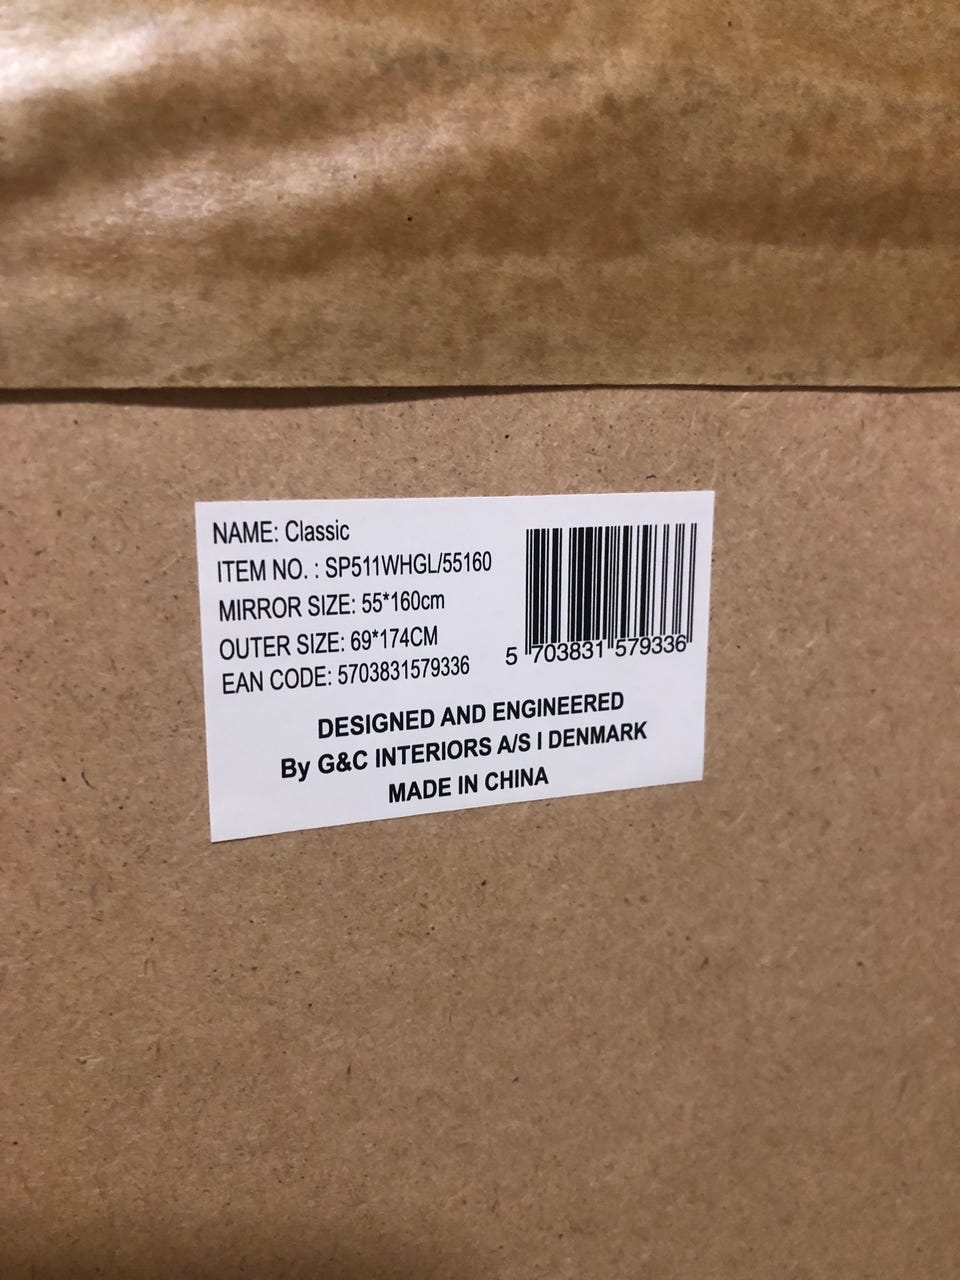 NAME: Classic
ITEM NO. : SP511WHGL/55160
MIRROR SIZE: 55*160cm
OUTER SIZE: 69*174CM
EAN CODE: 5703831579336
5 703831 579336
DESIGNED AND ENGINEERED
By G&C INTERIORS A/S I DENMARK
MADE IN CHINA